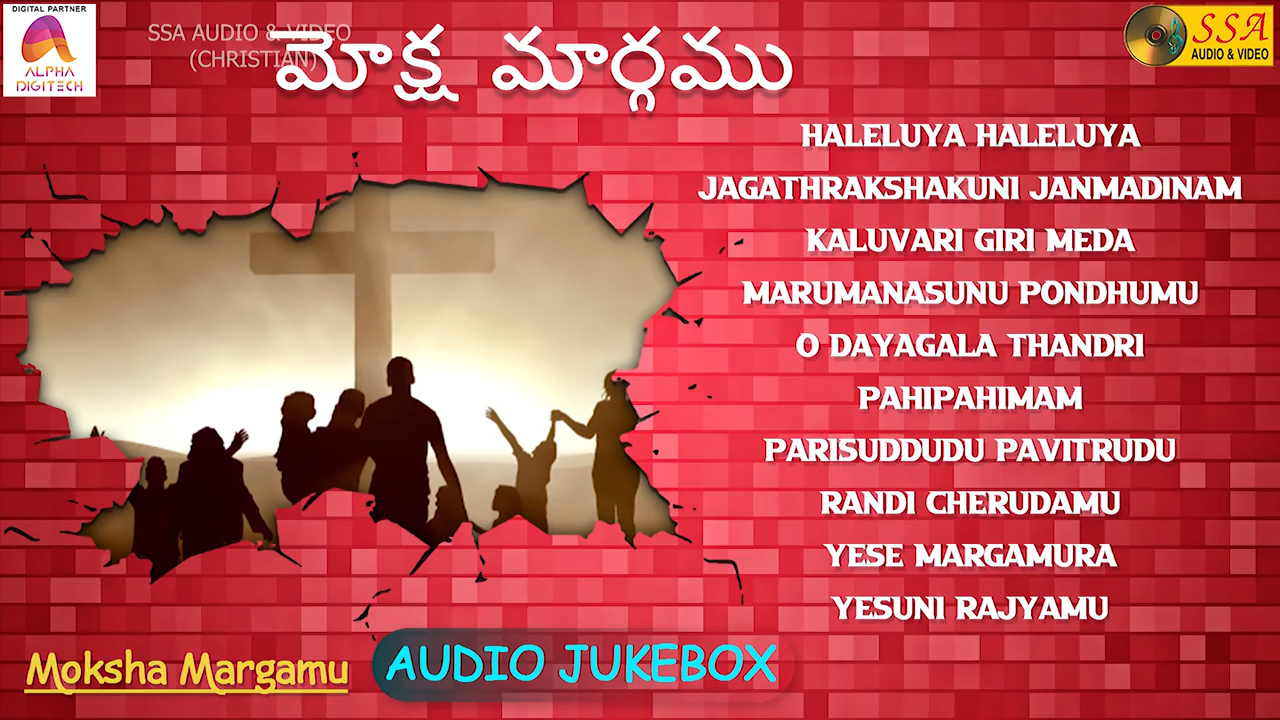 DIGITAL PARTNER
ALPHA
DIGITECH
SSA AUDIO & VIDEO
(CHRISTIAN)
మోక్ష మార్గము
SSA
AUDIO & VIDEO
HALELUYA HALELUYA
JAGATHRAKSHAKUNI JANMADINAM
KALUVARI GIRI MEDA
MARUMANASUNU PONDHUMU
O DAYAGALA THANDRI
PAHIPAHIMAM
PARISUDDUDU PAVITRUDU
RANDI CHERUDAMU
YESE MARGAMURA
YESUNI RAJYAMU
Moksha Margamu
AUDIO JUKEBOX